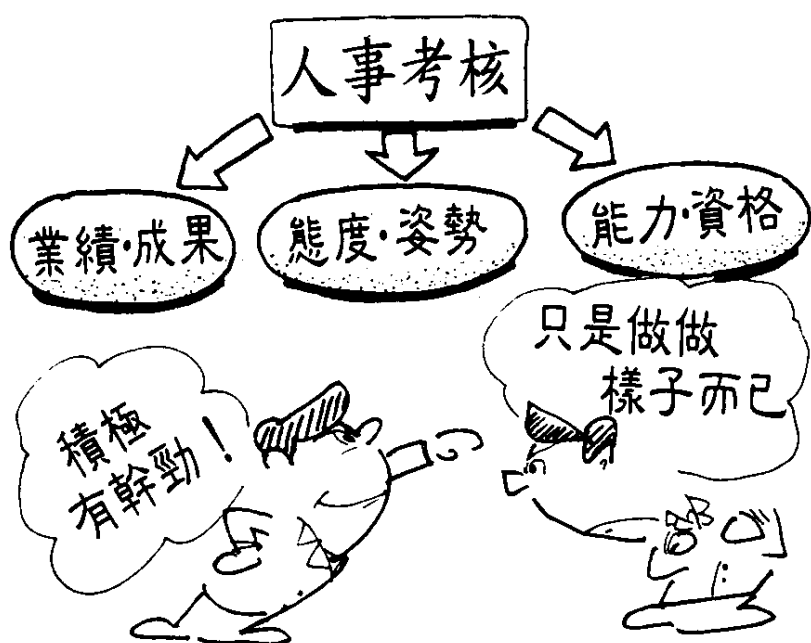 人事考核
業績·成果
態度·姿勢
能力·資格
只是做做
樣子而已
積極
有幹勁！